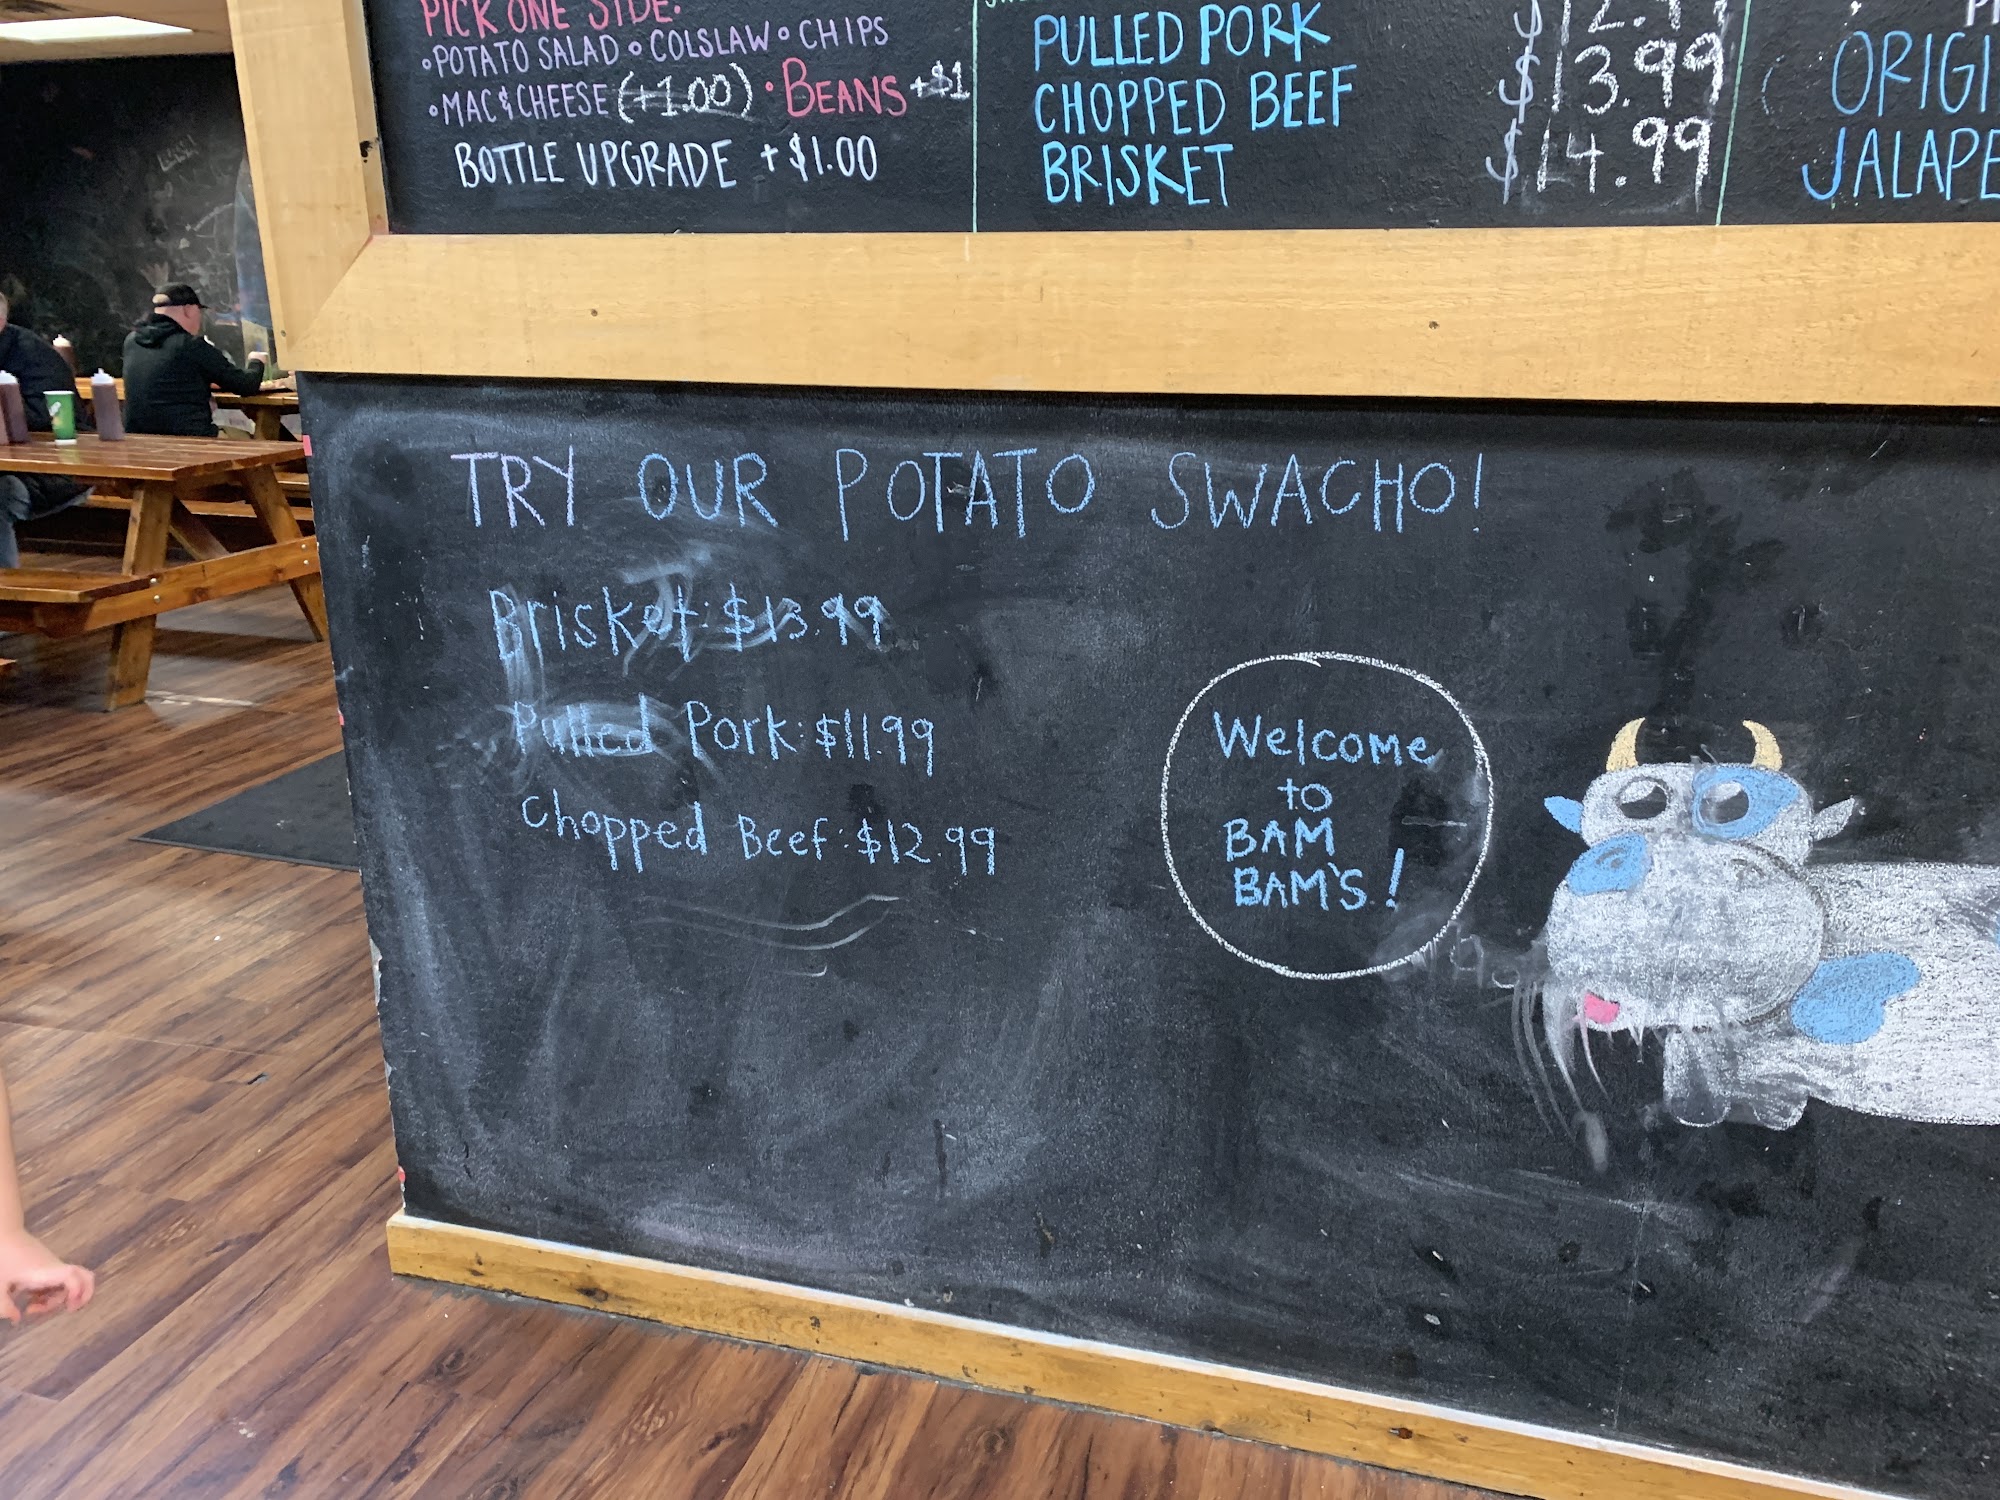 PICK ONE SIDE:
•POTATO SALAD • COLSLAW • CHIPS
•MAC & CHEESE (+1.00) • BEANS +$1
BOTTLE UPGRADE +$1.00
PULLED PORK
CHOPPED BEEF $13.99
BRISKET $14.99
JALAPE
TRY OUR POTATO SWACHO!
Brisket: $13.99
Pulled Pork: $11.99
Chopped Beef: $12.99
Welcome
to
BAM
BAM'S!